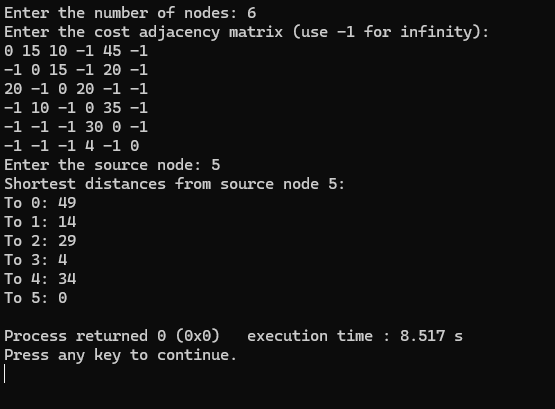 Enter the number of nodes: 6
Enter the cost adjacency matrix (use -1 for infinity):
0 15 10 -1 45 -1
-1 0 15 -1 20 -1
20 -1 0 20 -1 -1
-1 10 -1 0 35 -1
-1 -1 -1 30 0 -1
-1 -1 -1 4 -1 0
Enter the source node: 5
Shortest distances from source node 5:
To 0: 49
To 1: 14
To 2: 29
To 3: 4
To 4: 34
To 5: 0
Process returned 0 (0x0)   execution time : 8.517 s
Press any key to continue.